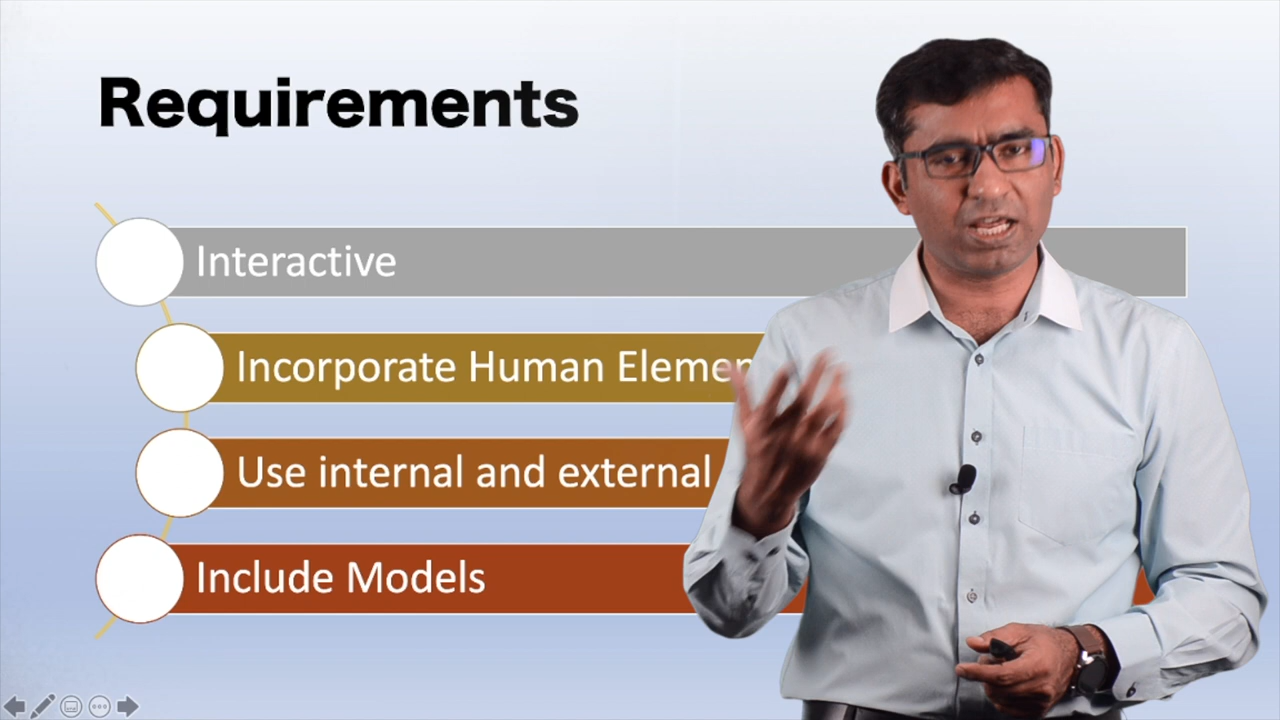 Requirements
Interactive
Incorporate Human
Use internal and external
Include Models